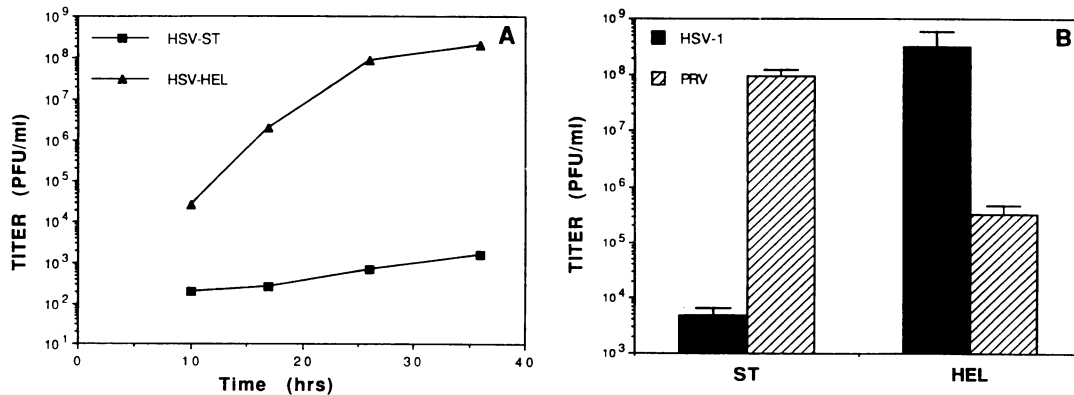 A
HSV-ST
HSV-HEL
TITER (PFU/ml)
10⁹
10⁸
10⁷
10⁶
10⁵
10⁴
10³
10²
10¹
0
10
20
30
40
Time (hrs)
B
HSV-1
PRV
TITER (PFU/ml)
10⁹
10⁸
10⁷
10⁶
10⁵
10⁴
10³
ST
HEL